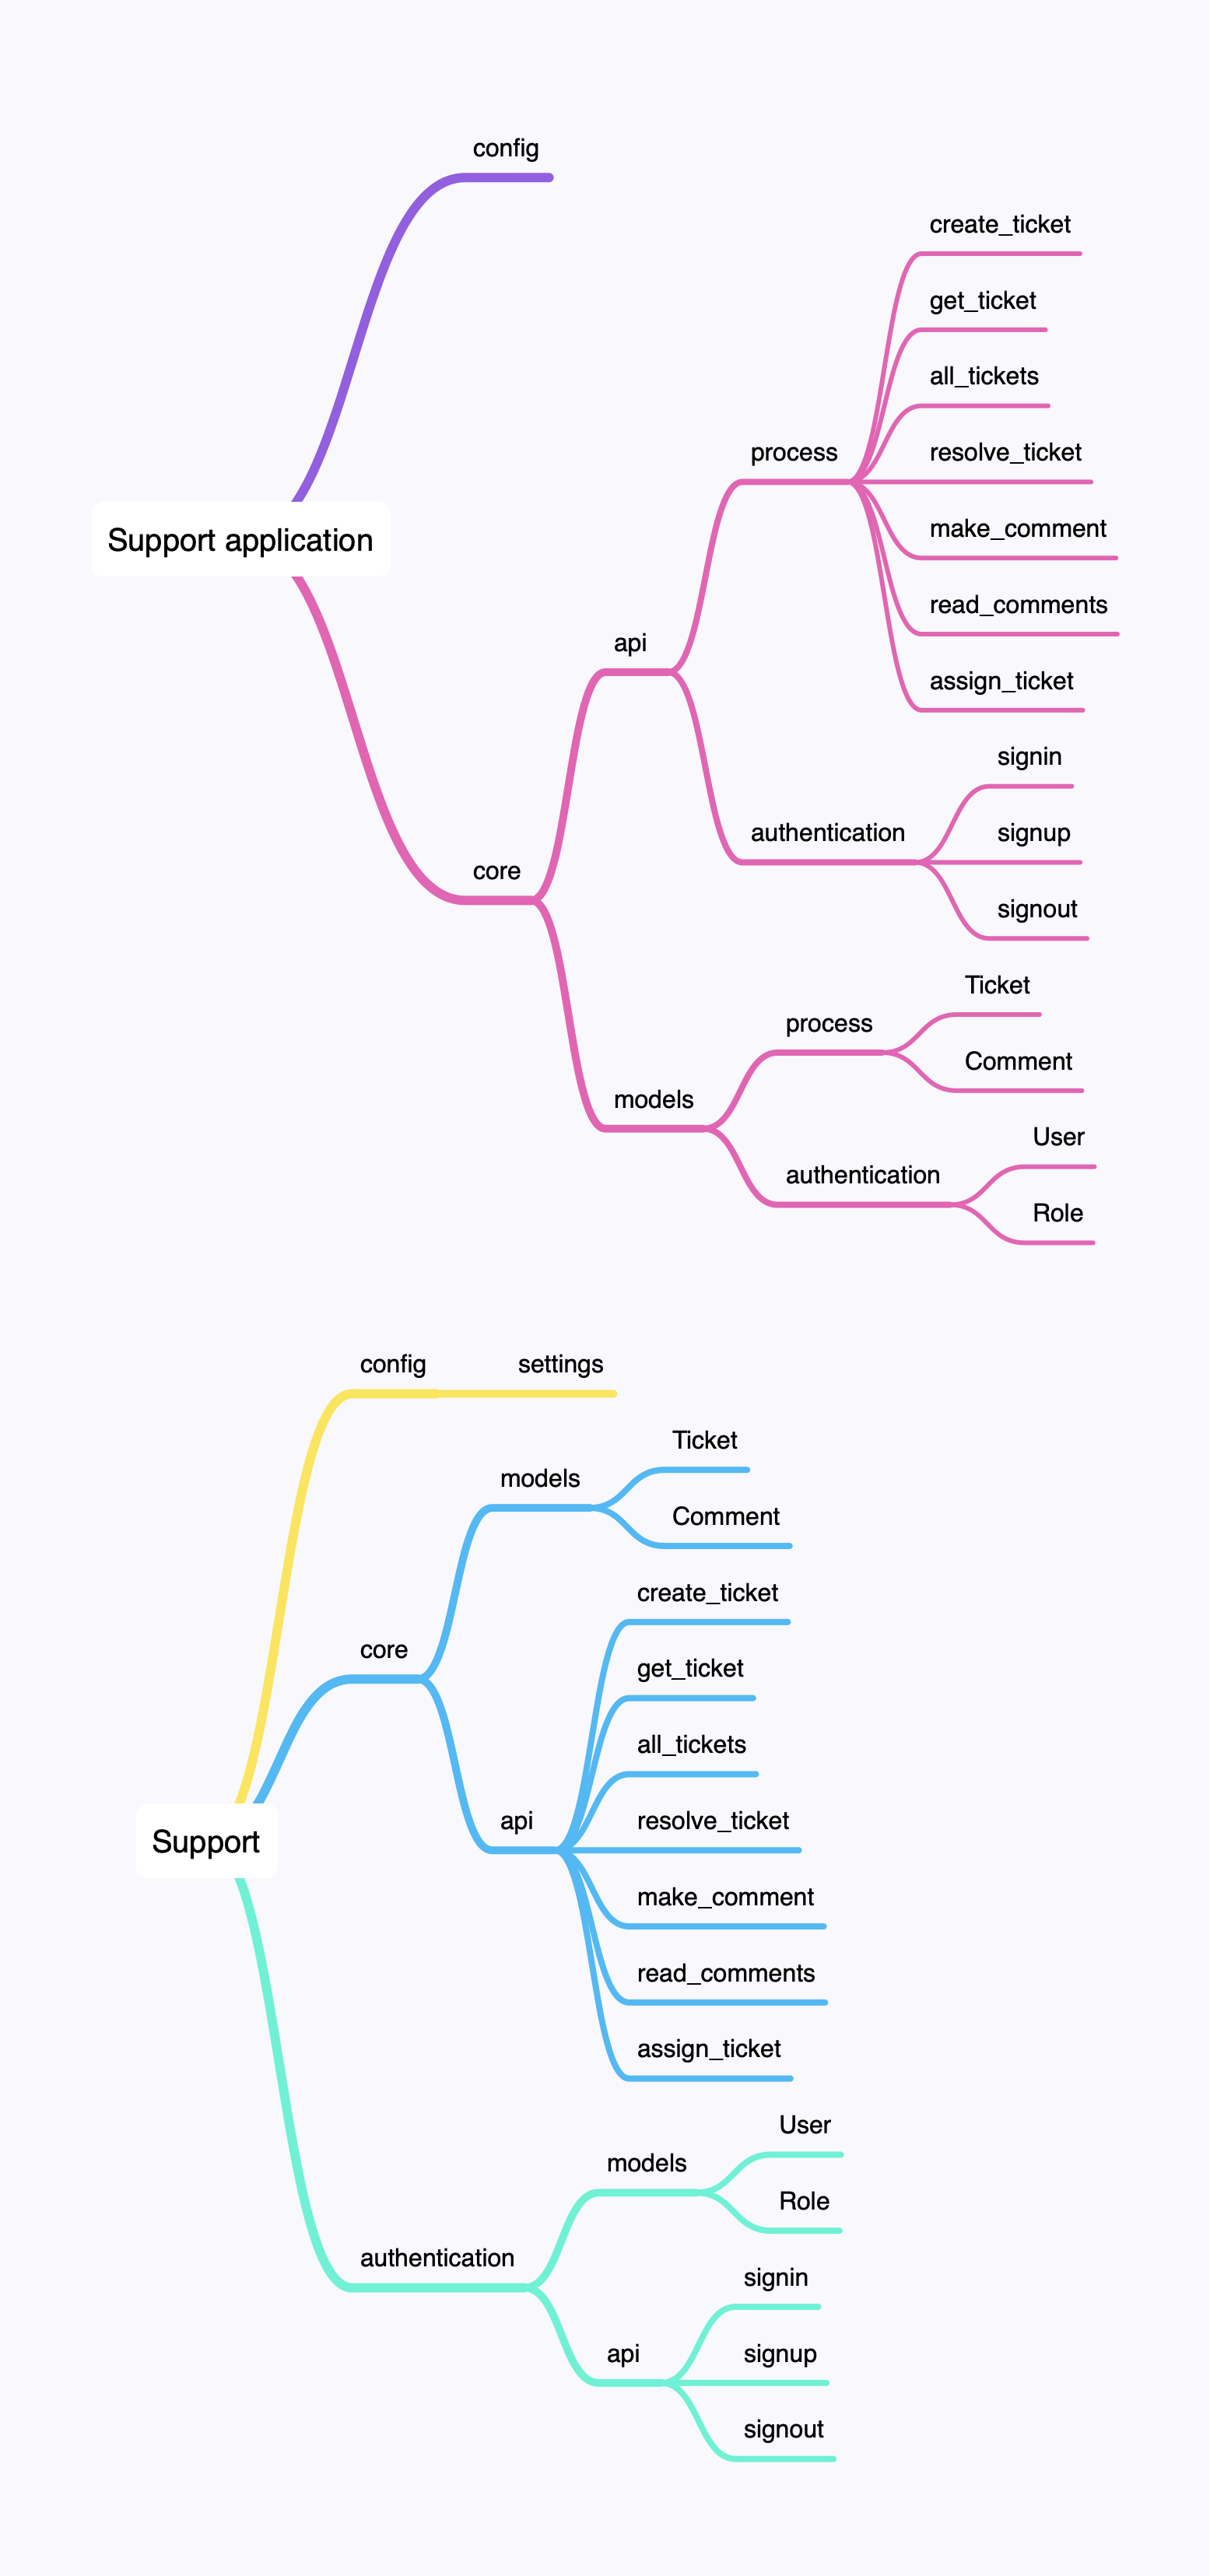 config
create_ticket
get_ticket
all_tickets
process
resolve_ticket
Support application
make_comment
read_comments
api
assign_ticket
signin
authentication
signup
core
signout
Ticket
process
Comment
models
User
authentication
Role
config
settings
Ticket
models
Comment
create_ticket
core
get_ticket
all_tickets
api
resolve_ticket
Support
make_comment
read_comments
assign_ticket
User
models
Role
authentication
signin
api
signup
signout